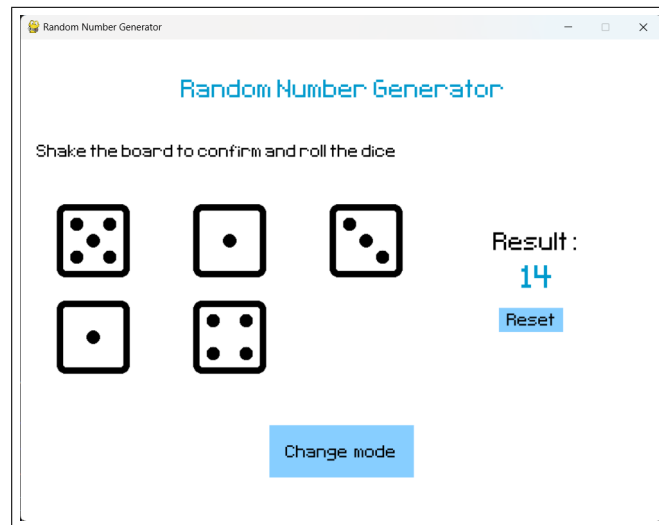 Random Number Generator
Random Number Generator
Shake the board to confirm and roll the dice
Result :
14
Reset
Change mode